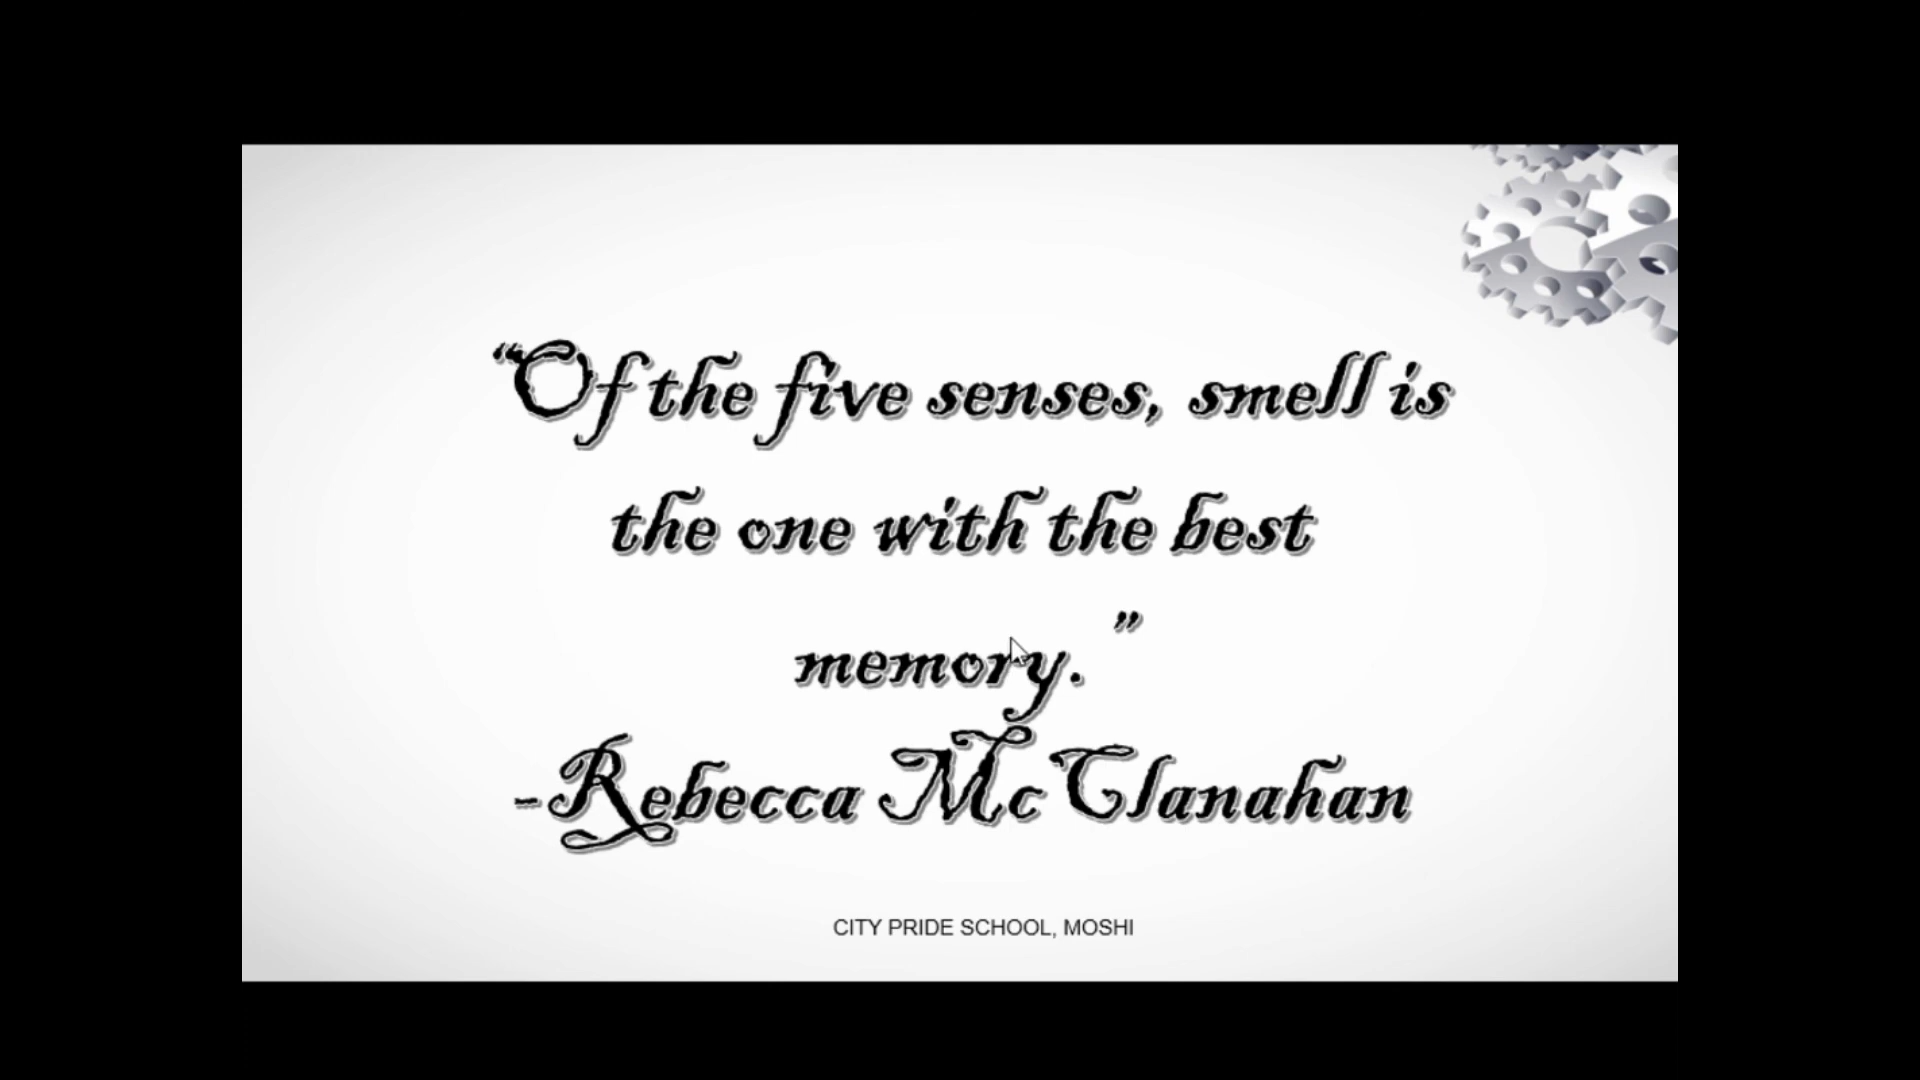 “Of the five senses, smell is
the one with the best
memory.”
-Rebecca McClanahan
CITY PRIDE SCHOOL, MOSHI